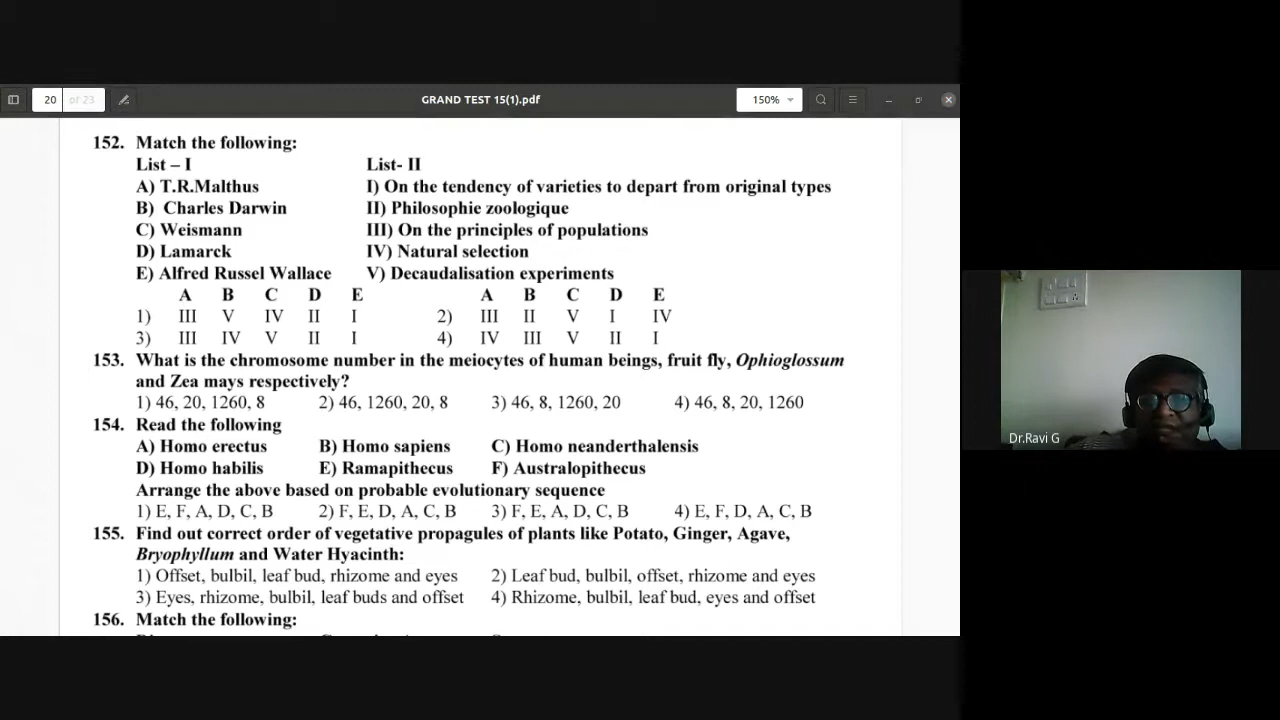 20 or 23
GRAND TEST 15(1).pdf
150%
152. Match the following:
List – I List- II
A) T.R.Malthus I) On the tendency of varieties to depart from original types
B) Charles Darwin II) Philosophie zoologique
C) Weismann III) On the principles of populations
D) Lamarck IV) Natural selection
E) Alfred Russel Wallace V) Decaudalisation experiments
A B C D E A B C D E
1) III V IV II I 2) III II V I IV
3) III IV V II I 4) IV III V II I
153. What is the chromosome number in the meiocytes of human beings, fruit fly, Ophioglossum
and Zea mays respectively?
1) 46, 20, 1260, 8 2) 46, 1260, 20, 8 3) 46, 8, 1260, 20 4) 46, 8, 20, 1260
154. Read the following
A) Homo erectus B) Homo sapiens C) Homo neanderthalensis
D) Homo habilis E) Ramapithecus F) Australopithecus
Arrange the above based on probable evolutionary sequence
1) E, F, A, D, C, B 2) F, E, D, A, C, B 3) F, E, A, D, C, B 4) E, F, D, A, C, B
155. Find out correct order of vegetative propagules of plants like Potato, Ginger, Agave,
Bryophyllum and Water Hyacinth:
1) Offset, bulbil, leaf bud, rhizome and eyes 2) Leaf bud, bulbil, offset, rhizome and eyes
3) Eyes, rhizome, bulbil, leaf buds and offset 4) Rhizome, bulbil, leaf bud, eyes and offset
156. Match the following:
Dr.Ravi G